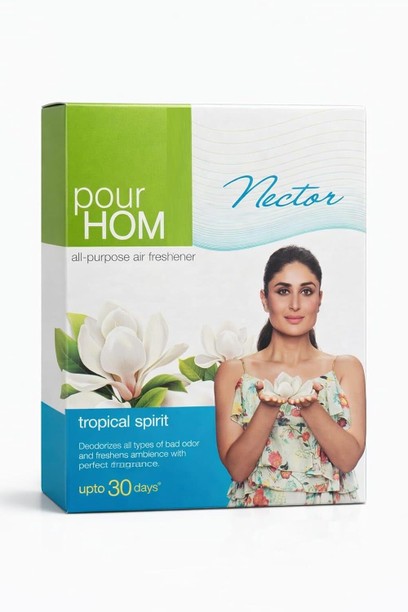 pour
HOM
Nector
all-purpose air freshener
tropical spirit
Deodorizes all types of bad odor
and freshens ambience with
perfect fragrance.
upto 30 days*